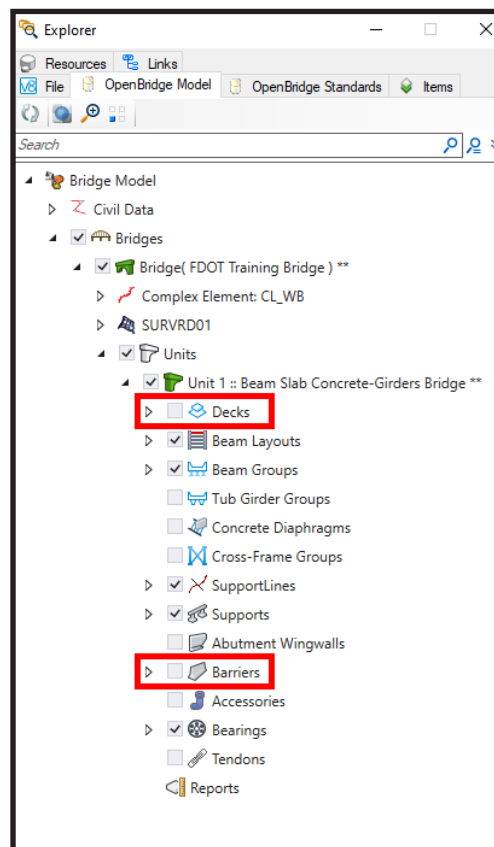 Explorer
Resources Links
File OpenBridge Model OpenBridge Standards Items
Search
Bridge Model
Civil Data
Bridges
Bridge( FDOT Training Bridge ) **
Complex Element: CL_WB
SURVRD01
Units
Unit 1 :: Beam Slab Concrete-Girders Bridge **
Decks
Beam Layouts
Beam Groups
Tub Girder Groups
Concrete Diaphragms
Cross-Frame Groups
SupportLines
Supports
Abutment Wingwalls
Barriers
Accessories
Bearings
Tendons
Reports